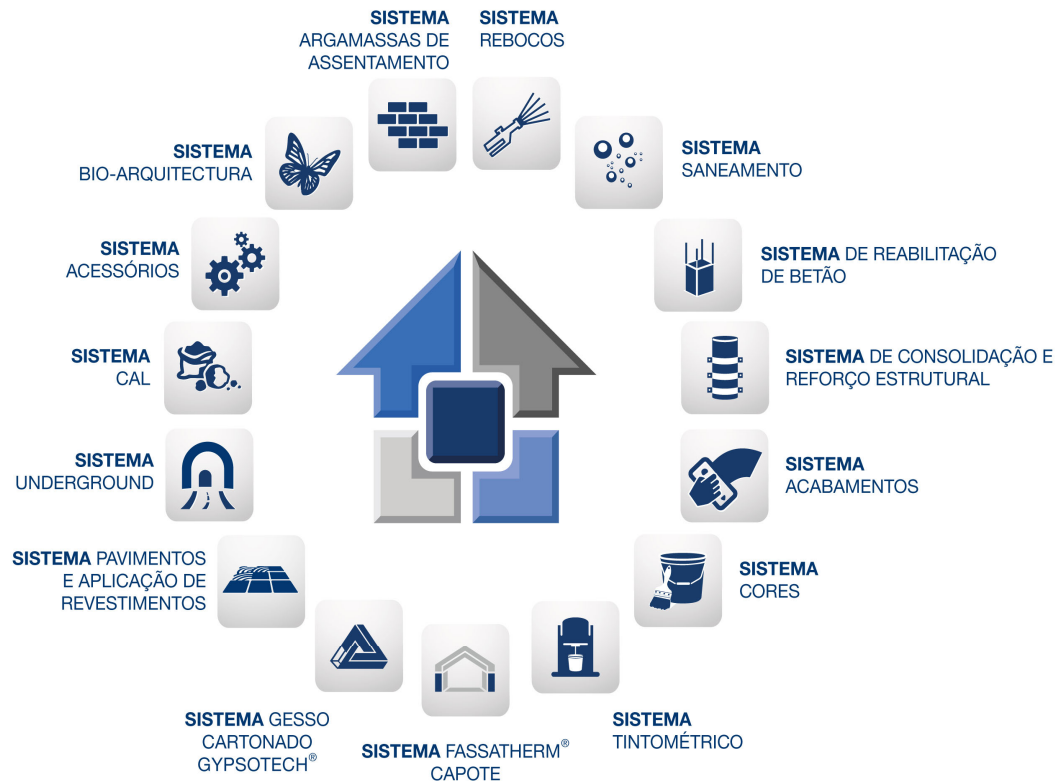 SISTEMA
ARGAMASSAS DE
ASSENTAMENTO
SISTEMA
REBOCOS
SISTEMA
SANEAMENTO
SISTEMA DE REABILITAÇÃO
DE BETÃO
SISTEMA DE CONSOLIDAÇÃO E
REFORÇO ESTRUTURAL
SISTEMA
ACABAMENTOS
SISTEMA
CORES
SISTEMA
TINTOMÉTRICO
SISTEMA FASSATHERM®
CAPOTE
SISTEMA GESSO
CARTONADO
GYPSOTECH®
SISTEMA PAVIMENTOS
E APLICAÇÃO DE
REVESTIMENTOS
SISTEMA
UNDERGROUND
SISTEMA
CAL
SISTEMA
ACESSÓRIOS
SISTEMA
BIO-ARQUITECTURA